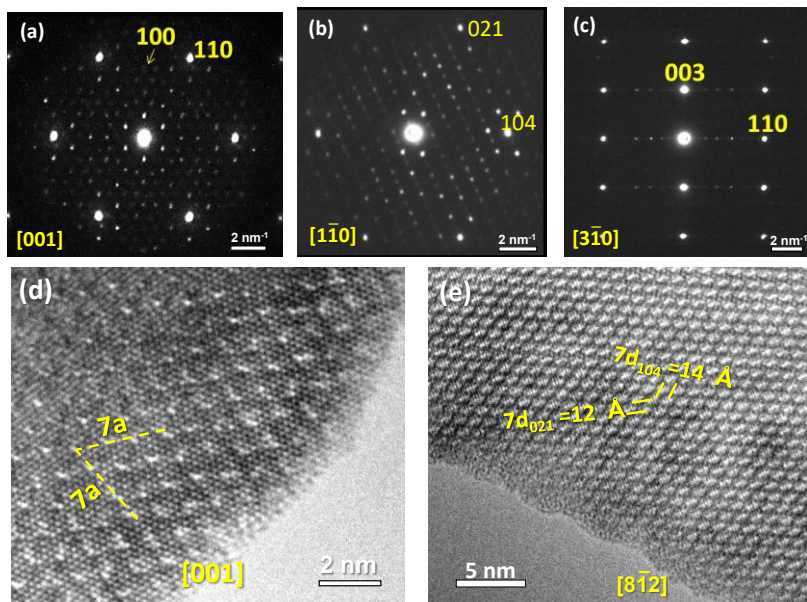 (a)
100
110
[001]
2 nm⁻¹
(b)
021
104
[11̄0]
2 nm⁻¹
(c)
003
110
[31̄0]
2 nm⁻¹
(d)
7a
7a
[001]
2 nm
(e)
7d₁₀₄ =14 Å
7d₀₂₁ =12 Å
5 nm
[81̄2]